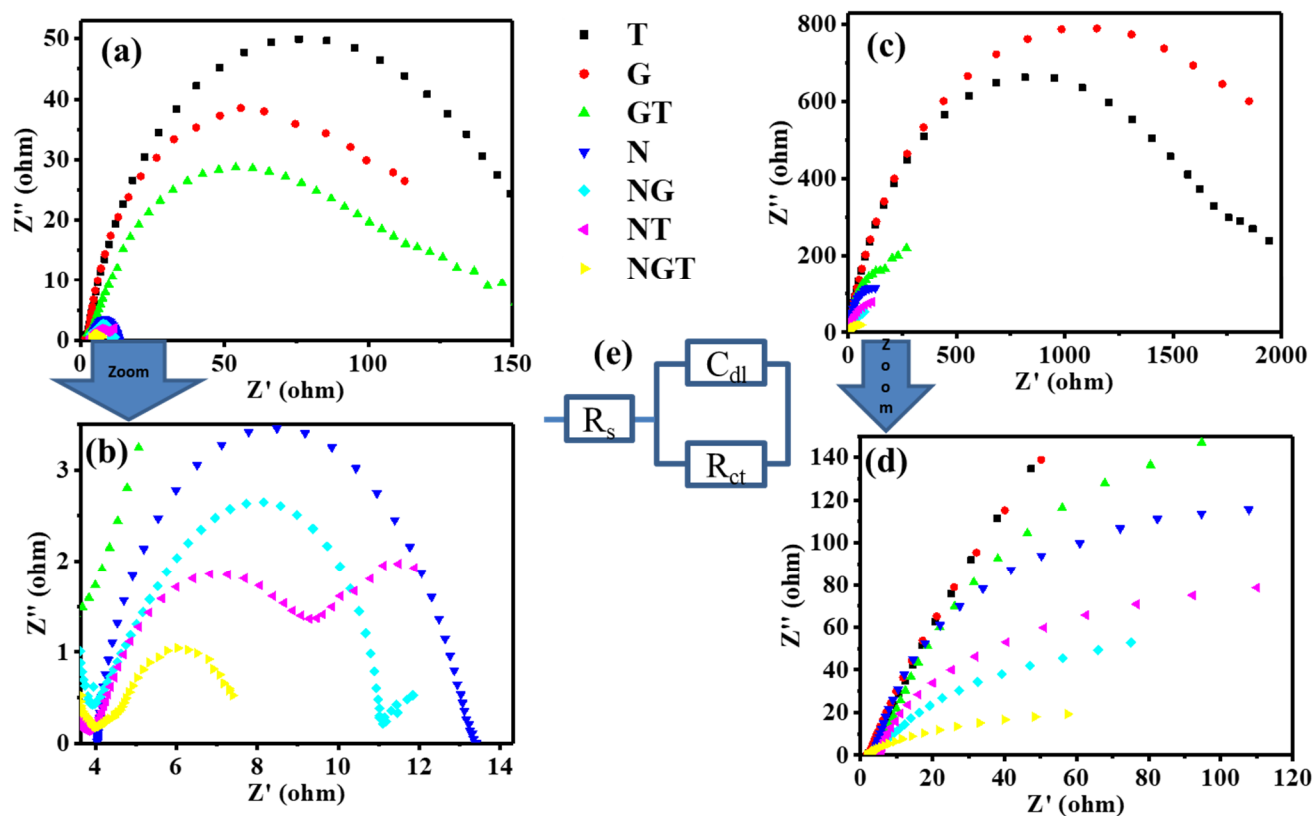 (a)
50
40
30
20
10
0
Z'' (ohm)
0 50 100 150
Z' (ohm)
Zoom
T
G
GT
N
NG
NT
NGT
(c)
800
600
400
200
0
Z'' (ohm)
0 500 1000 1500 2000
Z' (ohm)
Z
o
o
m
(b)
3
2
1
0
Z'' (ohm)
4 6 8 10 12 14
Z' (ohm)
(e)
Rs
Cdl
Rct
(d)
140
120
100
80
60
40
20
0
Z'' (ohm)
0 20 40 60 80 100 120
Z' (ohm)